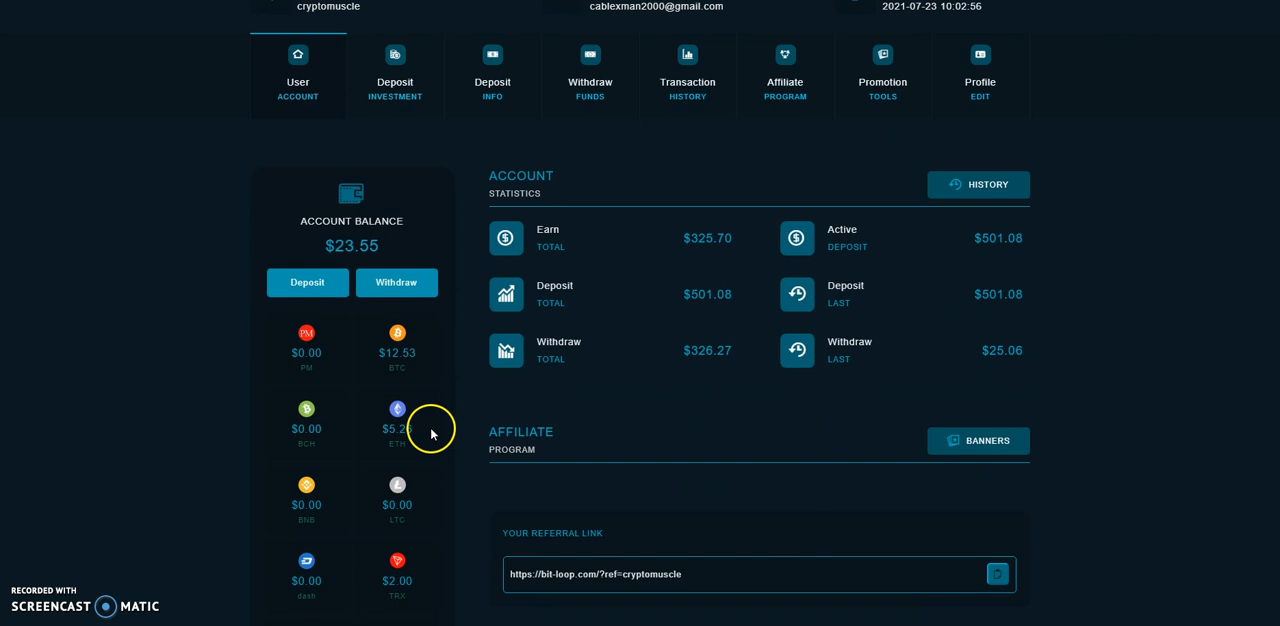 cryptomuscle cablexman2000@gmail.com 2021-07-23 10:02:56
User Deposit Deposit Withdraw Transaction Affiliate Promotion Profile
ACCOUNT INVESTMENT INFO FUNDS HISTORY PROGRAM TOOLS EDIT
ACCOUNT BALANCE
$23.55
Deposit Withdraw
PM
$0.00 $12.53
PM BTC
$0.00 $5.26
BCH ETH
$0.00 $0.00
BNB LTC
$0.00 $2.00
dash TRX
ACCOUNT
STATISTICS
HISTORY
Earn
TOTAL
$325.70
Active
DEPOSIT
$501.08
Deposit
TOTAL
$501.08
Deposit
LAST
$501.08
Withdraw
TOTAL
$326.27
Withdraw
LAST
$25.06
AFFILIATE
PROGRAM
BANNERS
YOUR REFERRAL LINK
https://bit-loop.com/?ref=cryptomuscle
RECORDED WITH
SCREENCAST MATIC